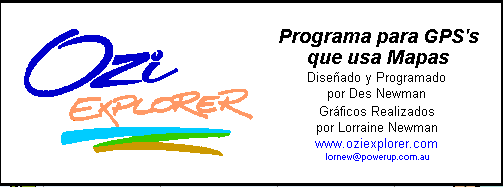 Ozi
EXPLORER
Programa para GPS's
que usa Mapas
Diseñado y Programado
por Des Newman
Gráficos Realizados
por Lorraine Newman
www.oziexplorer.com
lornew@powerup.com.au